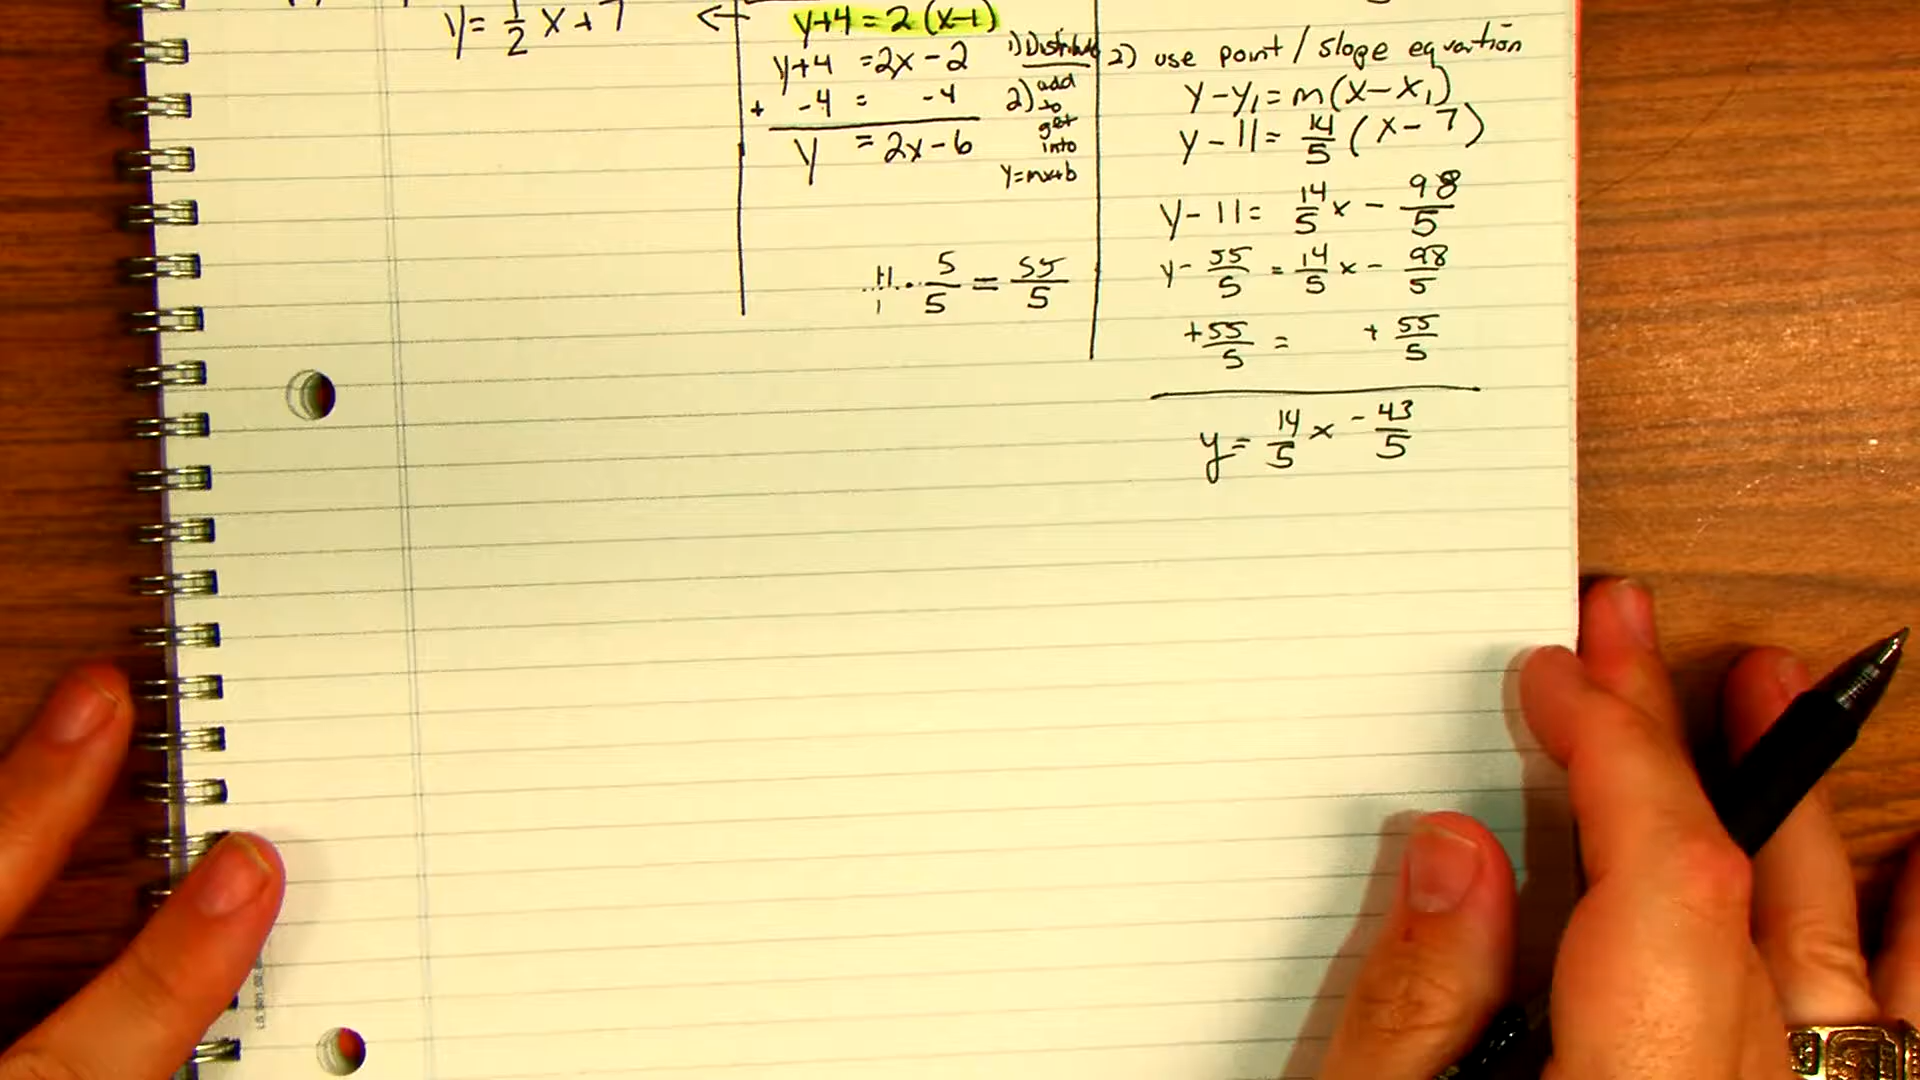 y = 1/2 x + 7 ←
y+4 = 2(x-1)
y+4 = 2x - 2
+ -4 = -4
y = 2x - 6
1) Distribute
2) add
to
get
into
y=mx+b
11/1 · 5/5 = 55/5
2) use point / slope equation
y - y₁ = m(x - x₁)
y - 11 = 14/5 (x - 7)
y - 11 = 14/5 x - 98/5
y - 55/5 = 14/5 x - 98/5
+55/5 = + 55/5
y = 14/5 x - 43/5